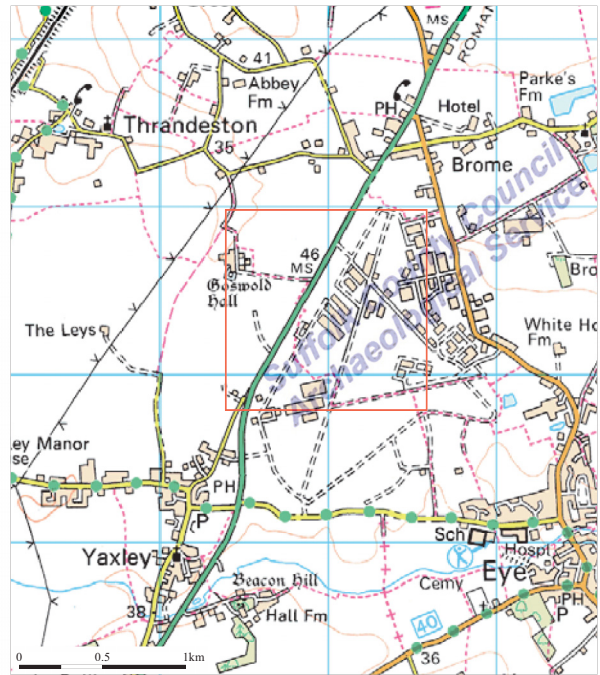 MS
ROMAN
41
Abbey
Fm
Parke's
Fm
PH
Hotel
Thrandeston
35
Brome
46
MS
Goswold
Hall
Bro
The Leys
White Ho
Fm
Suffolk County Council
Archaeological Service
P
ey Manor
se
PH
P
Sch
Hospl
Yaxley
Eye
Beacon Hill
Cemy
38
Hall Fm
PH
P
40
36
0
0.5
1km